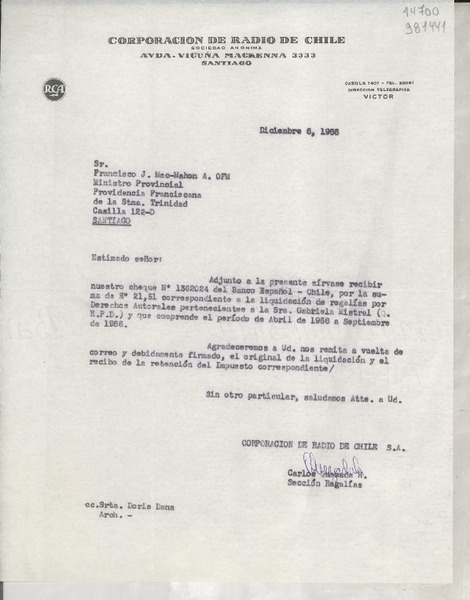 14700
981441
CORPORACION DE RADIO DE CHILE
SOCIEDAD ANONIMA
AVDA. VICUÑA MACKENNA 3333
SANTIAGO
RCA
CASILLA 1407 - TEL.
DIRECCION TELEGRAFICA
VICTOR
Diciembre 6, 1966
Sr.
Francisco J. Mac-Mahon A. OFM
Ministro Provincial
Providencia Franciscana
de la Stma. Trinidad
Casilla 122-D
SANTIAGO
Estimado señor:
Adjunto a la presente sírvase recibir
nuestro cheque Nº 1362024 del Banco Español - Chile, por la su-
ma de Eº 21,51 correspondiente a la liquidación de regalías por
Derechos Autorales pertenecientes a la Sra. Gabriela Mistral (Q.
E.P.D.) y que comprende el período de Abril de 1966 a Septiembre
de 1966.
Agradeceremos a Ud. nos remita a vuelta de
correo y debidamente firmado, el original de la liquidación y el
recibo de la retención del Impuesto correspondiente/
Sin otro particular, saludamos Atte. a Ud.
CORPORACION DE RADIO DE CHILE S.A.
Carlos H.
Sección Regalías
cc.Srta. Doris Dana
Arch. -